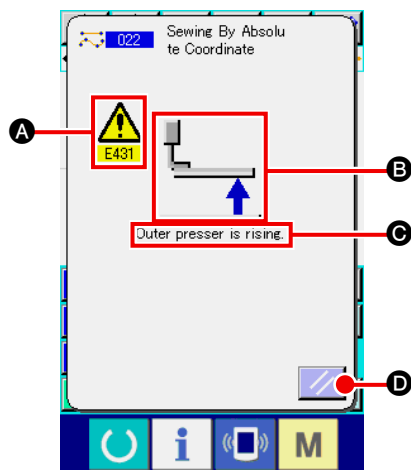 022
Sewing By Absolu
te Coordinate
A
E431
B
Outer presser is rising.
C
D
i
M